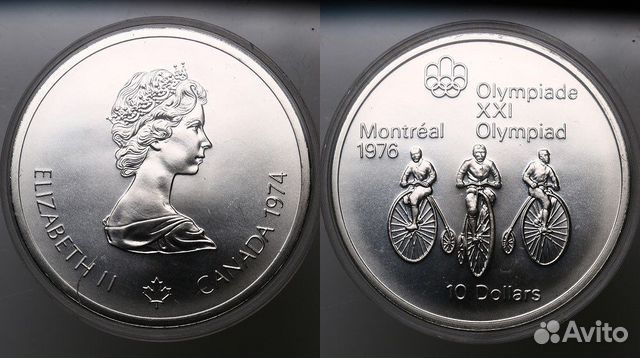 ELIZABETH II
CANADA 1974
Olympiade
XXI
Montréal Olympiad
1976
10 Dollars
Avito